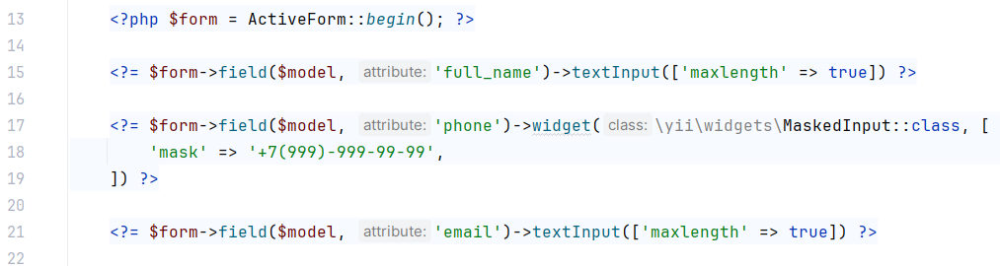 13 <?php $form = ActiveForm::begin(); ?>
14
15 <?= $form->field($model, attribute: 'full_name')->textInput(['maxlength' => true]) ?>
16
17 <?= $form->field($model, attribute: 'phone')->widget( class: \yii\widgets\MaskedInput::class, [
18     'mask' => '+7(999)-999-99-99',
19 ]) ?>
20
21 <?= $form->field($model, attribute: 'email')->textInput(['maxlength' => true]) ?>
22